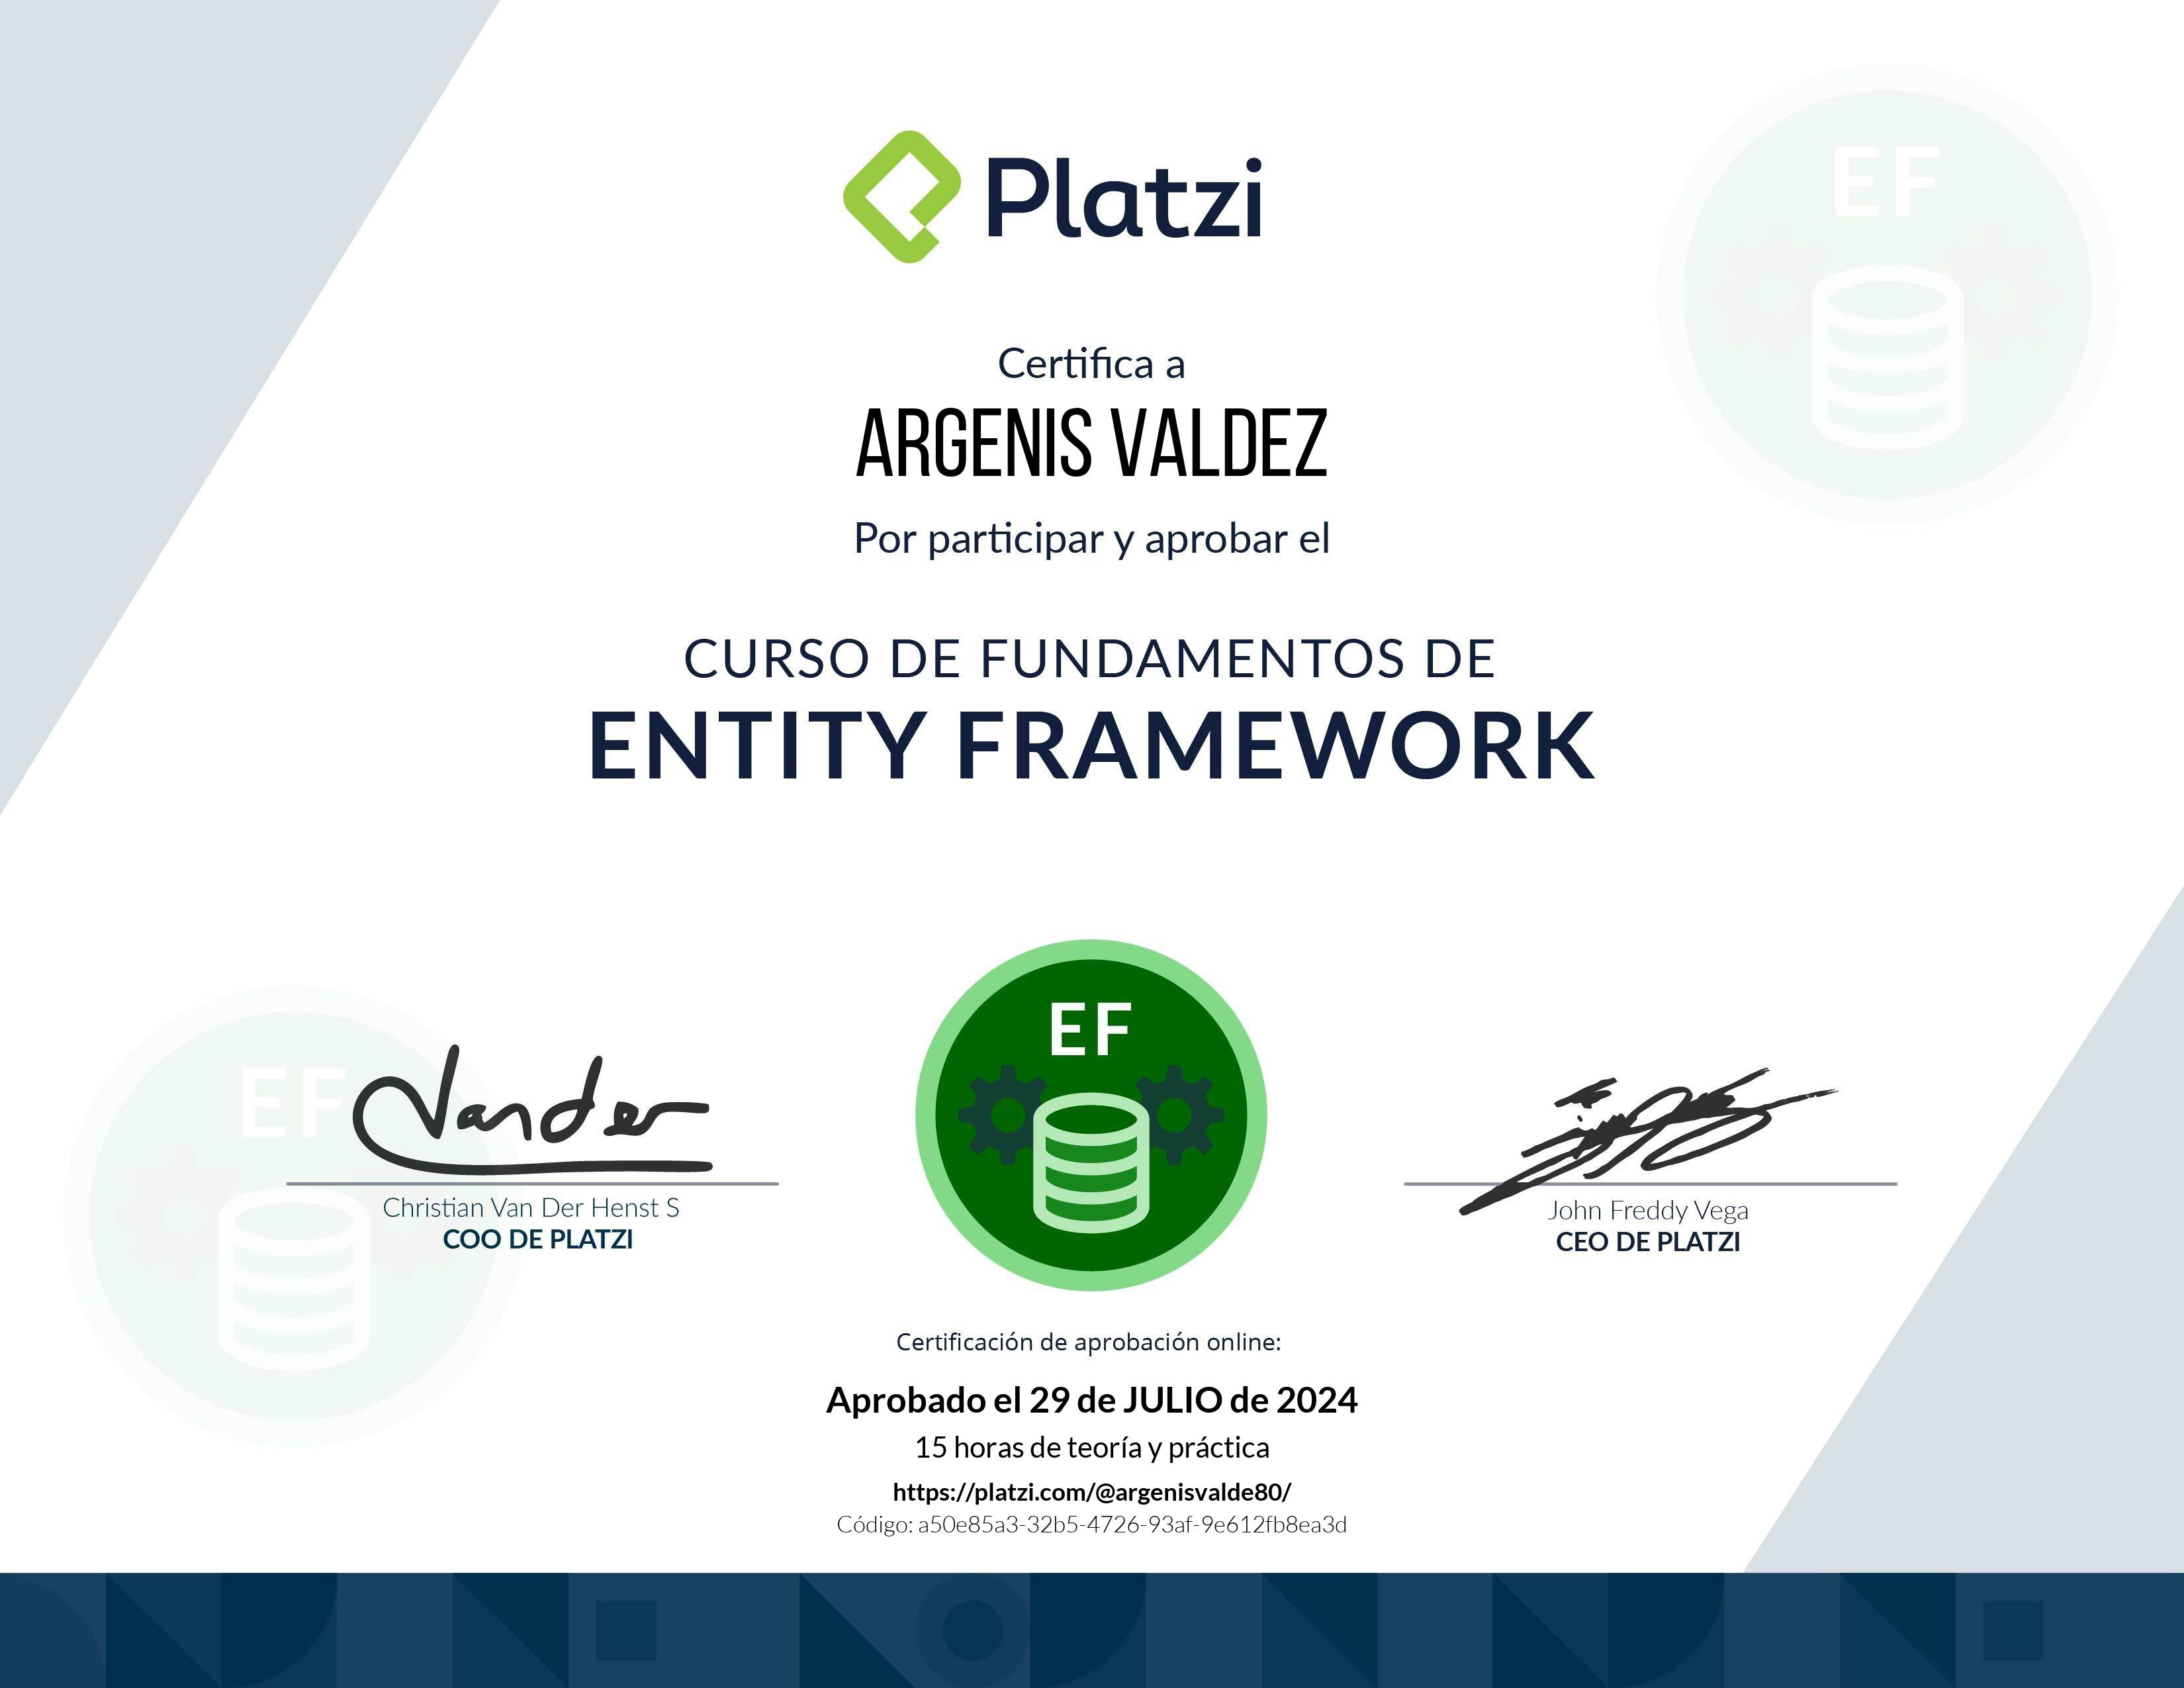 Platzi
EF
Certifica a
ARGENIS VALDEZ
Por participar y aprobar el
CURSO DE FUNDAMENTOS DE
ENTITY FRAMEWORK
EF
EF
Vander
Christian Van Der Henst S
COO DE PLATZI
John Freddy Vega
CEO DE PLATZI
Certificación de aprobación online:
Aprobado el 29 de JULIO de 2024
15 horas de teoría y práctica
https://platzi.com/@argenisvalde80/
Código: a50e85a3-32b5-4726-93af-9e612fb8ea3d